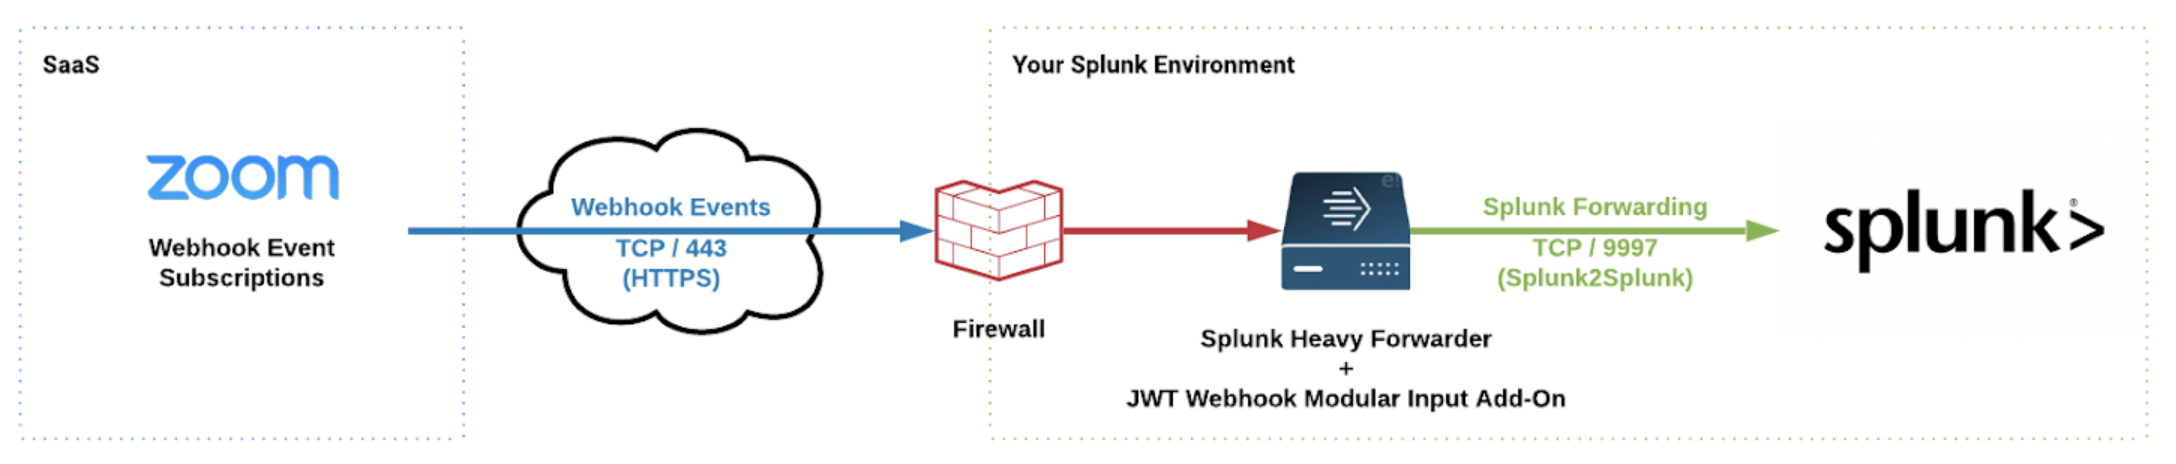 SaaS
Your Splunk Environment
zoom
Webhook Event
Subscriptions
Webhook Events
TCP / 443
(HTTPS)
Firewall
Splunk Heavy Forwarder
+
JWT Webhook Modular Input Add-On
Splunk Forwarding
TCP / 9997
(Splunk2Splunk)
splunk®>